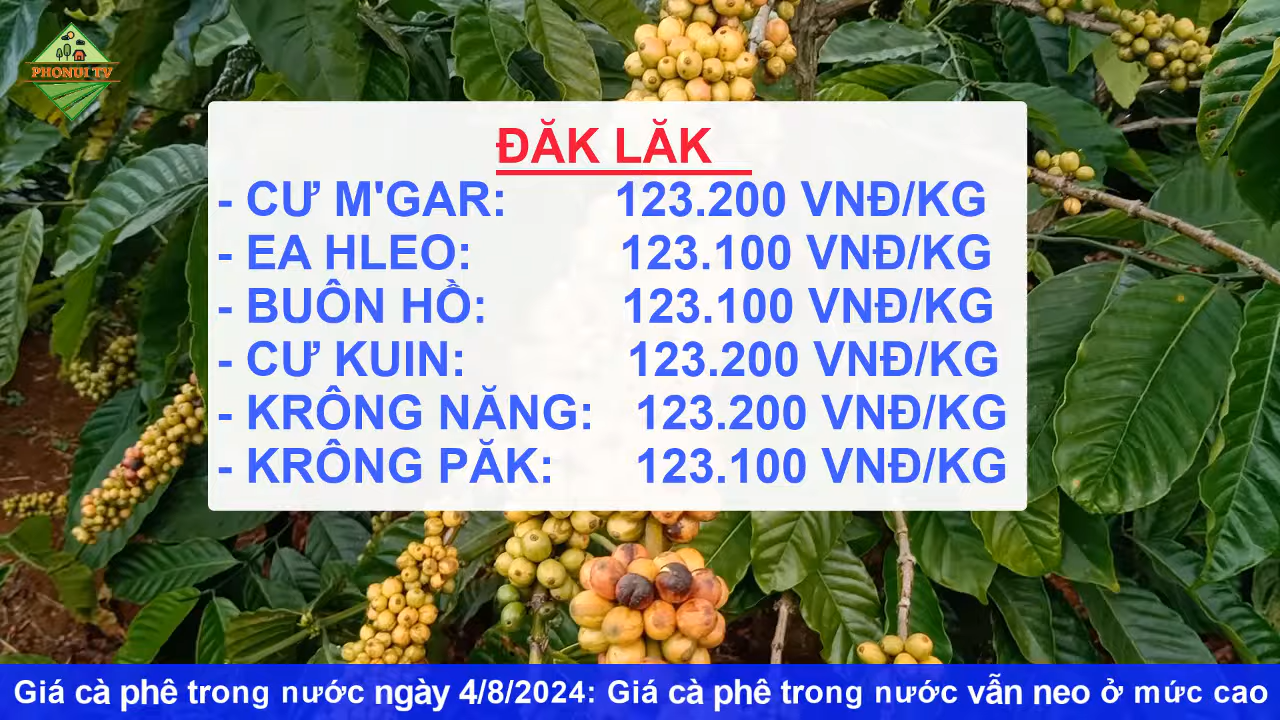 PHONUI TV
ĐĂK LĂK
- CƯ M'GAR: 123.200 VNĐ/KG
- EA HLEO: 123.100 VNĐ/KG
- BUÔN HỒ: 123.100 VNĐ/KG
- CƯ KUIN: 123.200 VNĐ/KG
- KRÔNG NĂNG: 123.200 VNĐ/KG
- KRÔNG PĂK: 123.100 VNĐ/KG
Giá cà phê trong nước ngày 4/8/2024: Giá cà phê trong nước vẫn neo ở mức cao